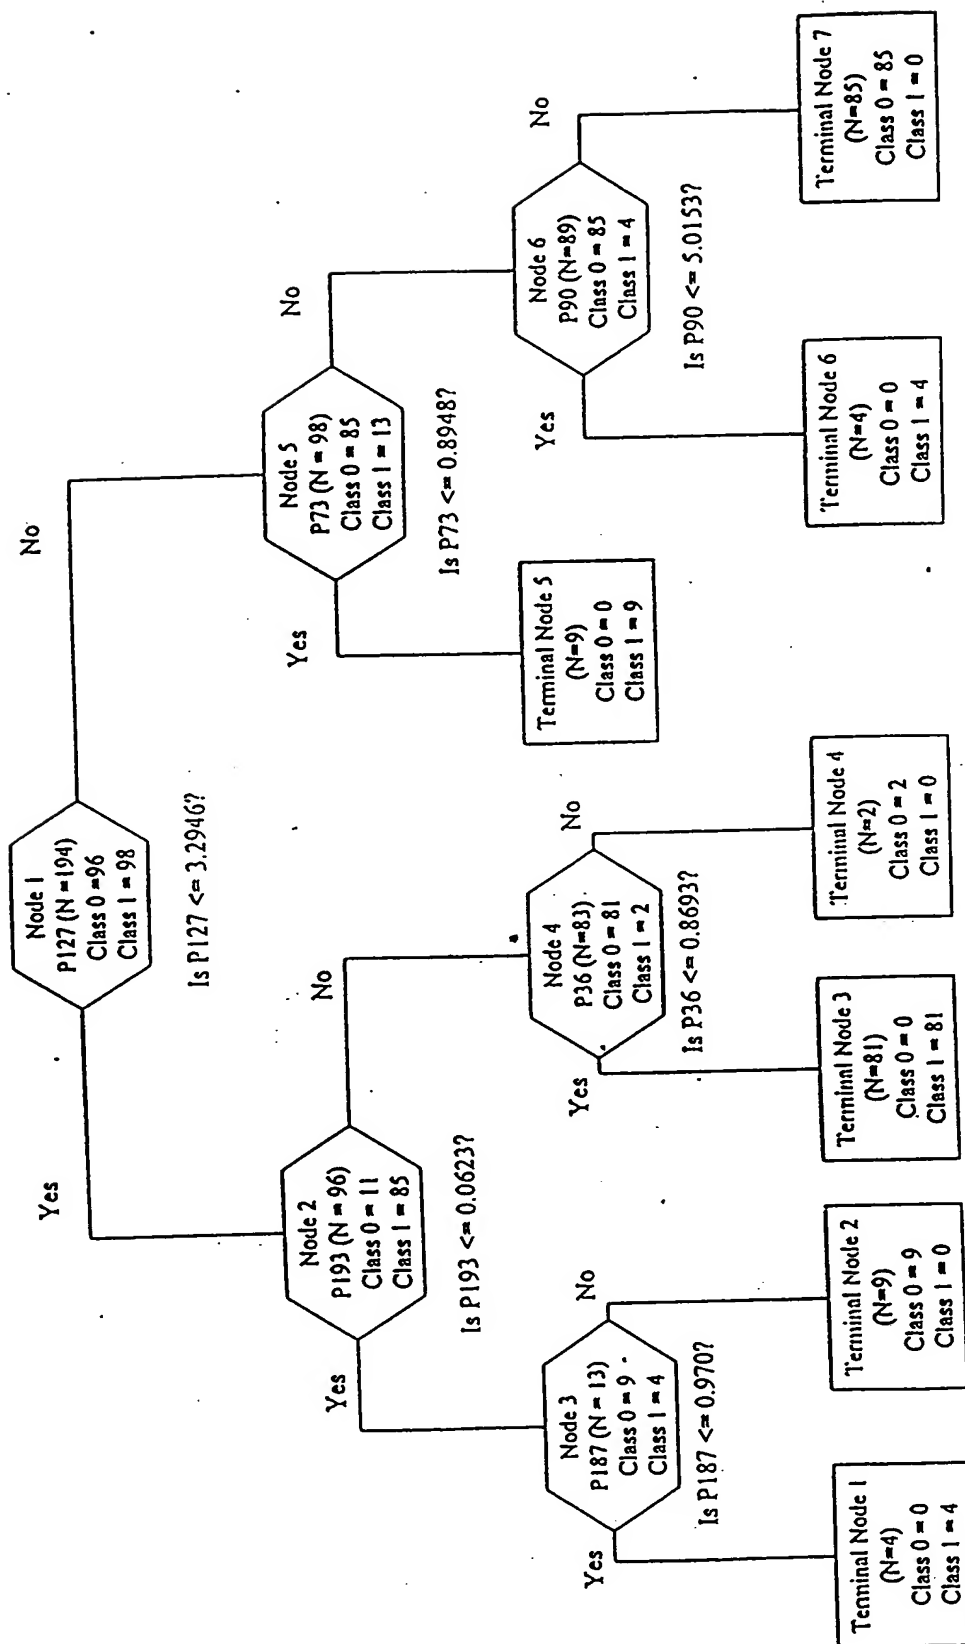 Node 1
P127 (N =194)
Class 0 =96
Class 1 = 98
Is P127 <= 3.2946?
Yes
No
Node 2
P193 (N = 96)
Class 0 = 11
Class 1 = 85
Is P193 <= 0.0623?
Yes
No
Node 5
P73 (N = 98)
Class 0 = 85
Class 1 = 13
Is P73 <= 0.8948?
Yes
No
Node 3
P187 (N = 13)
Class 0 = 9
Class 1 = 4
Is P187 <= 0.970?
Yes
No
Node 4
P36 (N=83)
Class 0 = 81
Class 1 = 2
Is P36 <= 0.8693?
Yes
No
Terminal Node 5
(N=9)
Class 0 = 0
Class 1 = 9
Node 6
P90 (N=89)
Class 0 = 85
Class 1 = 4
Is P90 <= 5.0153?
Yes
No
Terminal Node 1
(N=4)
Class 0 = 0
Class 1 = 4
Terminal Node 2
(N=9)
Class 0 = 9
Class 1 = 0
Terminal Node 3
(N=81)
Class 0 = 0
Class 1 = 81
Terminal Node 4
(N=2)
Class 0 = 2
Class 1 = 0
Terminal Node 6
(N=4)
Class 0 = 0
Class 1 = 4
Terminal Node 7
(N=85)
Class 0 = 85
Class 1 = 0